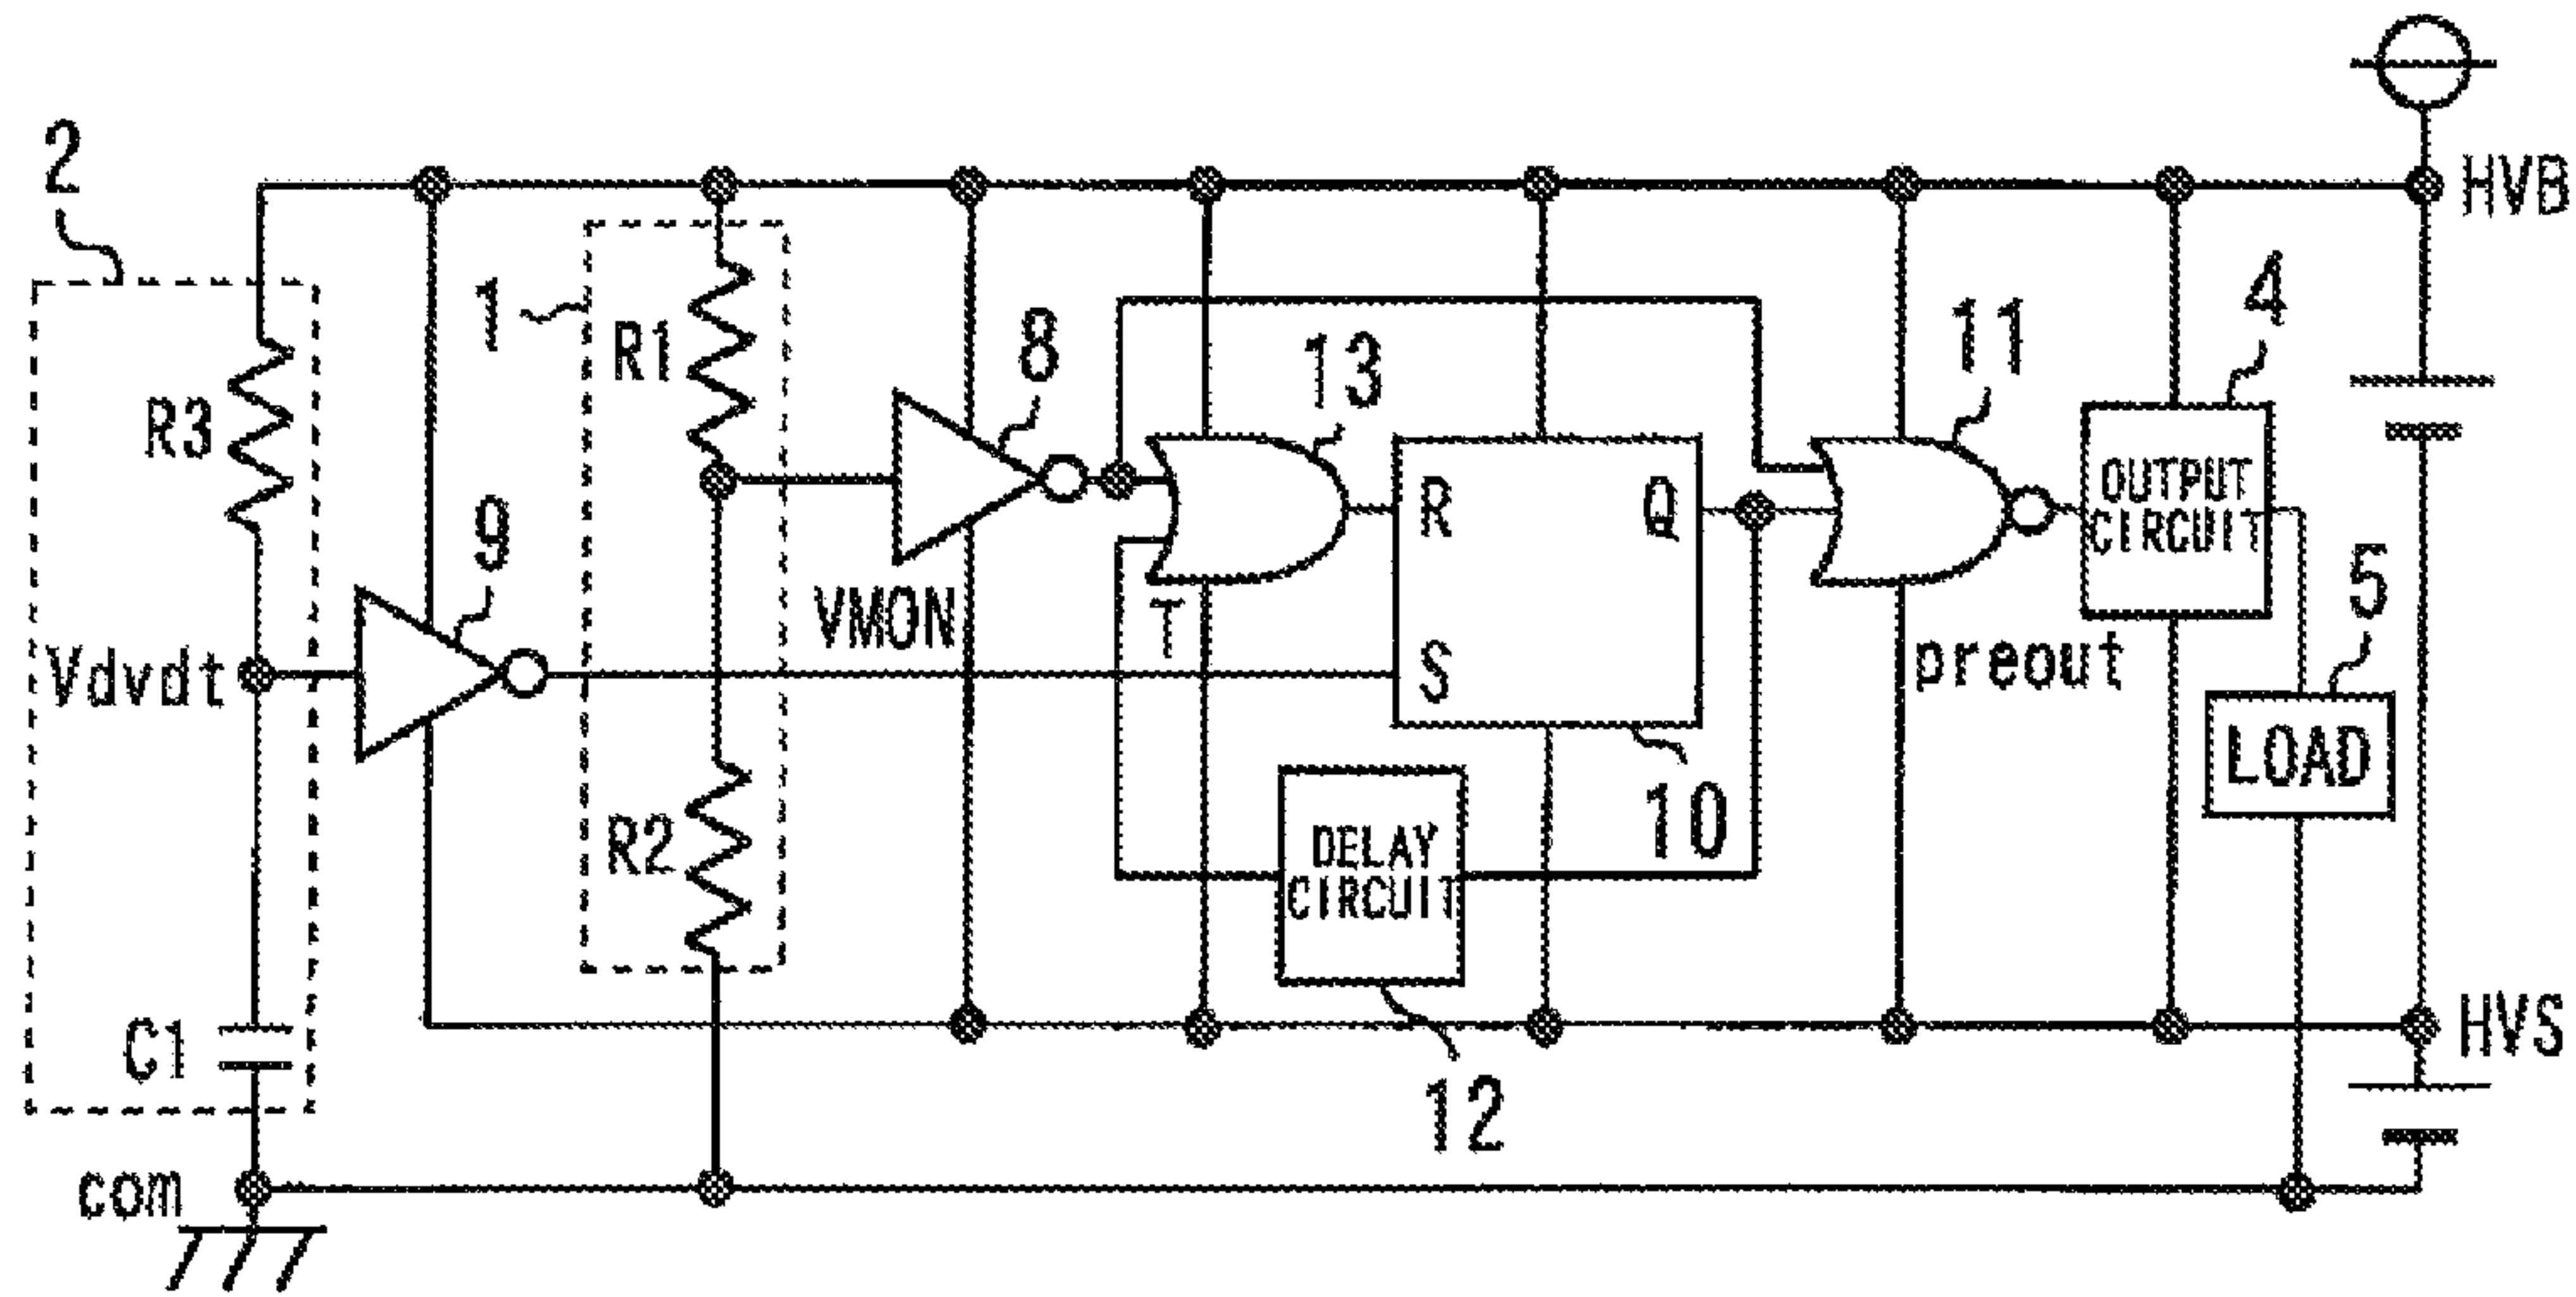 2
HVB
1
R1
8
13
11
4
R3
9
OUTPUT
CIRCUIT
R
Q
VMON
T
5
Vdvdt
S
preout
LOAD
R2
DELAY
CIRCUIT
10
C1
HVS
12
com